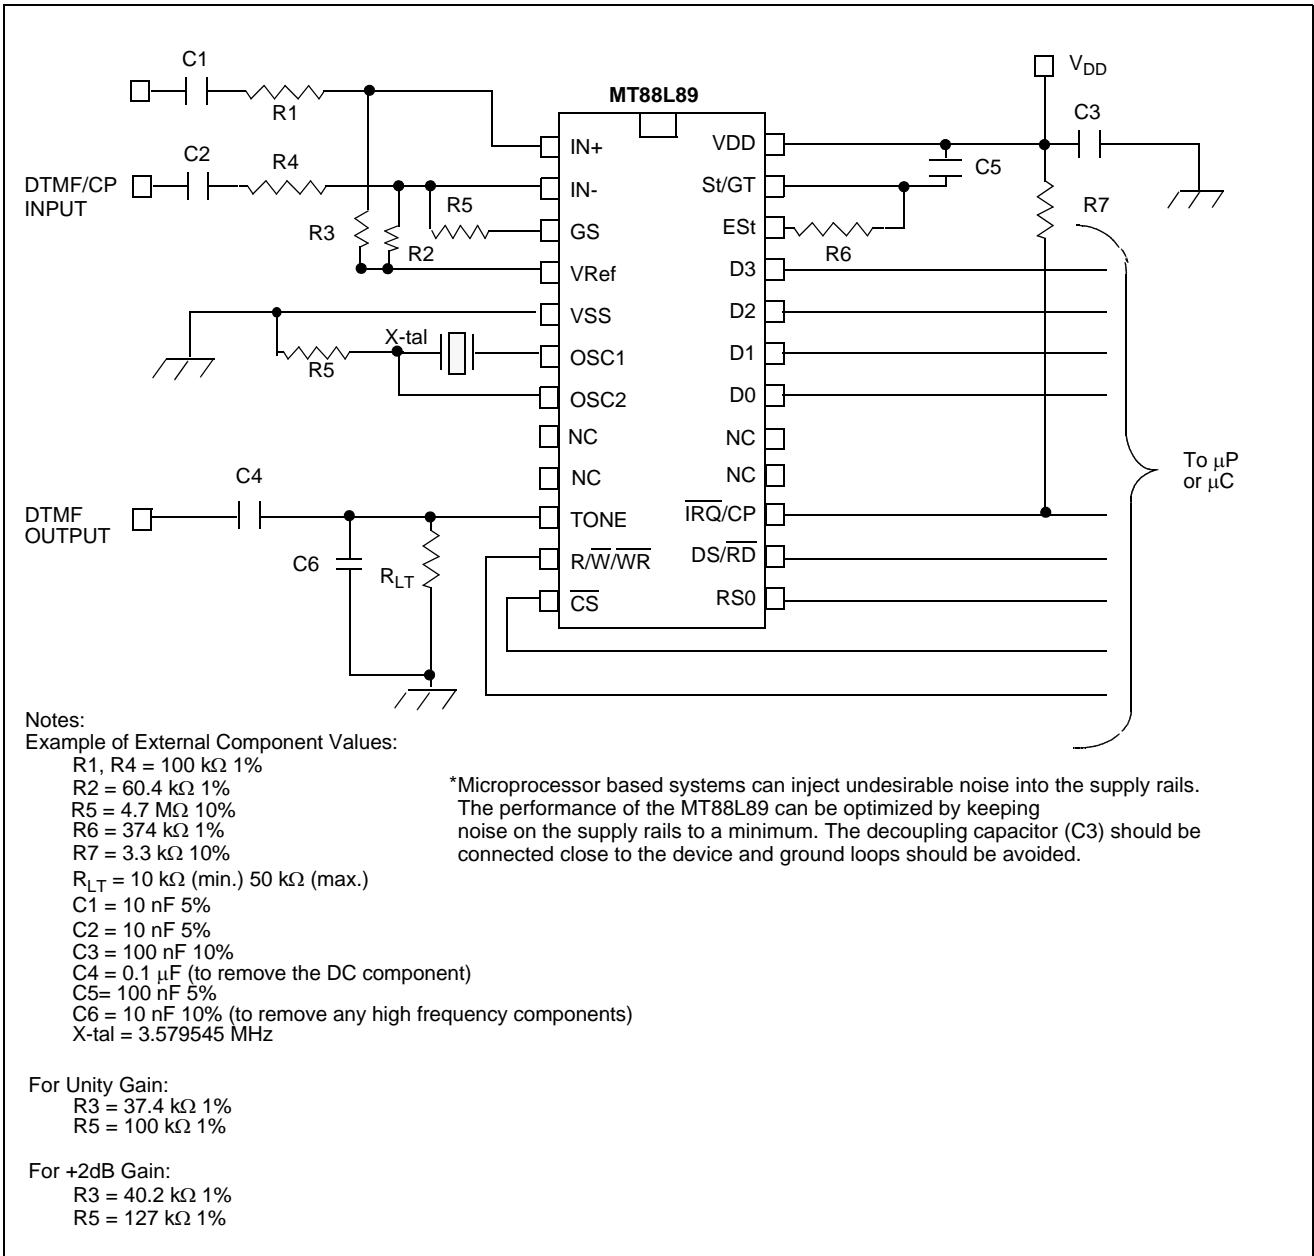 C1
R1
MT88L89
V_DD
C3
C2
R4
DTMF/CP
INPUT
R5
R3
R2
IN+
IN-
GS
VRef
VSS
OSC1
OSC2
NC
NC
TONE
R/W̅/W̅R̅
C̅S̅
VDD
St/GT
ESt
D3
D2
D1
D0
NC
NC
I̅R̅Q̅/CP
DS/R̅D̅
RS0
C5
R6
R7
X-tal
R5
To μP
or μC
C4
DTMF
OUTPUT
C6
R_LT
Notes:
Example of External Component Values:
R1, R4 = 100 kΩ 1%
R2 = 60.4 kΩ 1%
R5 = 4.7 MΩ 10%
R6 = 374 kΩ 1%
R7 = 3.3 kΩ 10%
R_LT = 10 kΩ (min.) 50 kΩ (max.)
C1 = 10 nF 5%
C2 = 10 nF 5%
C3 = 100 nF 10%
C4 = 0.1 μF (to remove the DC component)
C5= 100 nF 5%
C6 = 10 nF 10% (to remove any high frequency components)
X-tal = 3.579545 MHz
*Microprocessor based systems can inject undesirable noise into the supply rails.
The performance of the MT88L89 can be optimized by keeping
noise on the supply rails to a minimum. The decoupling capacitor (C3) should be
connected close to the device and ground loops should be avoided.
For Unity Gain:
R3 = 37.4 kΩ 1%
R5 = 100 kΩ 1%
For +2dB Gain:
R3 = 40.2 kΩ 1%
R5 = 127 kΩ 1%